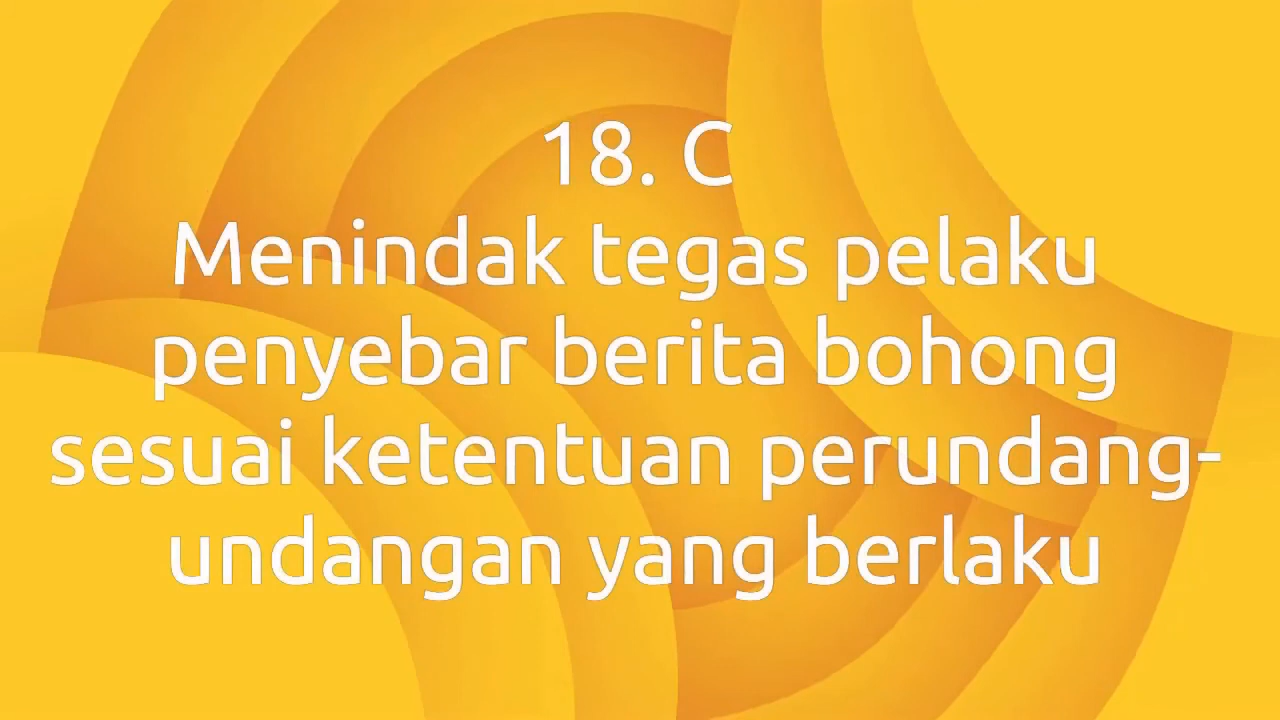 18. C
Menindak tegas pelaku
penyebar berita bohong
sesuai ketentuan perundang-
undangan yang berlaku